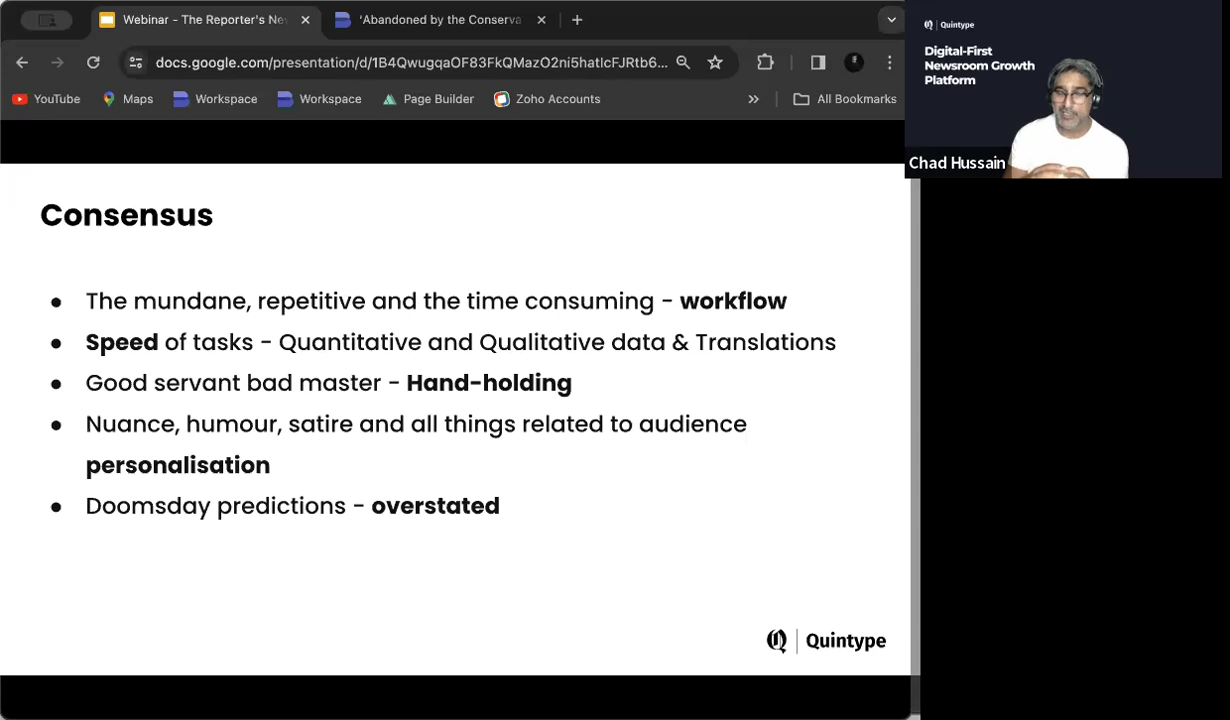 Webinar - The Reporter's Ne
'Abandoned by the Conserva
docs.google.com/presentation/d/1B4QwugqaOF83FkQMazO2ni5hatIcFJRtb6...
YouTube
Maps
Workspace
Workspace
Page Builder
Zoho Accounts
All Bookmarks
Quintype
Digital-First
Newsroom Growth
Platform
Chad Hussain
Consensus
● The mundane, repetitive and the time consuming - workflow
● Speed of tasks - Quantitative and Qualitative data & Translations
● Good servant bad master - Hand-holding
● Nuance, humour, satire and all things related to audience
personalisation
● Doomsday predictions - overstated
Quintype